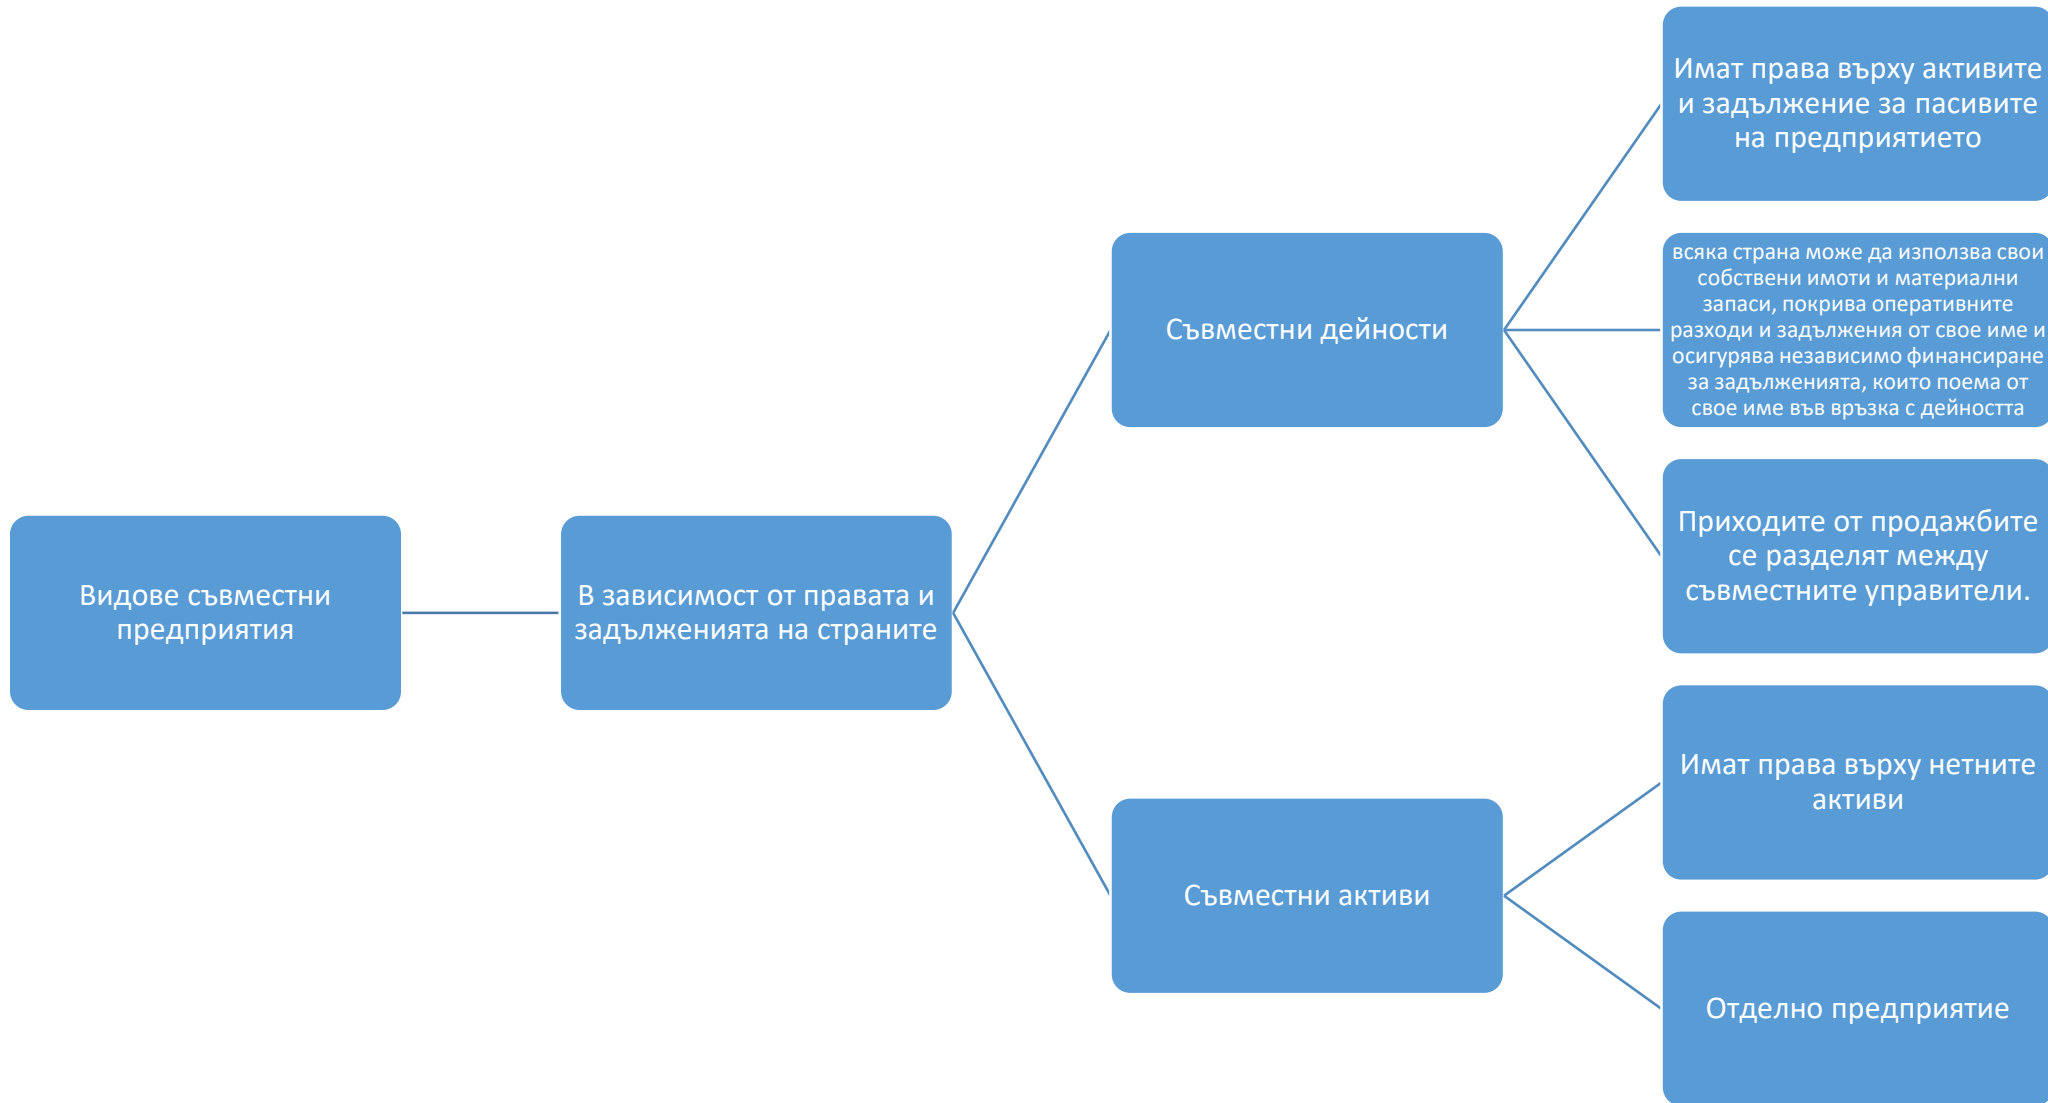 Видове съвместни
предприятия
В зависимост от правата и
задълженията на страните
Съвместни дейности
Имат права върху активите
и задължение за пасивите
на предприятието
всяка страна може да използва свои
собствени имоти и материални
запаси, покрива оперативните
разходи и задължения от свое име и
осигурява независимо финансиране
за задълженията, които поема от
свое име във връзка с дейността
Приходите от продажбите
се разделят между
съвместните управители.
Съвместни активи
Имат права върху нетните
активи
Отделно предприятие